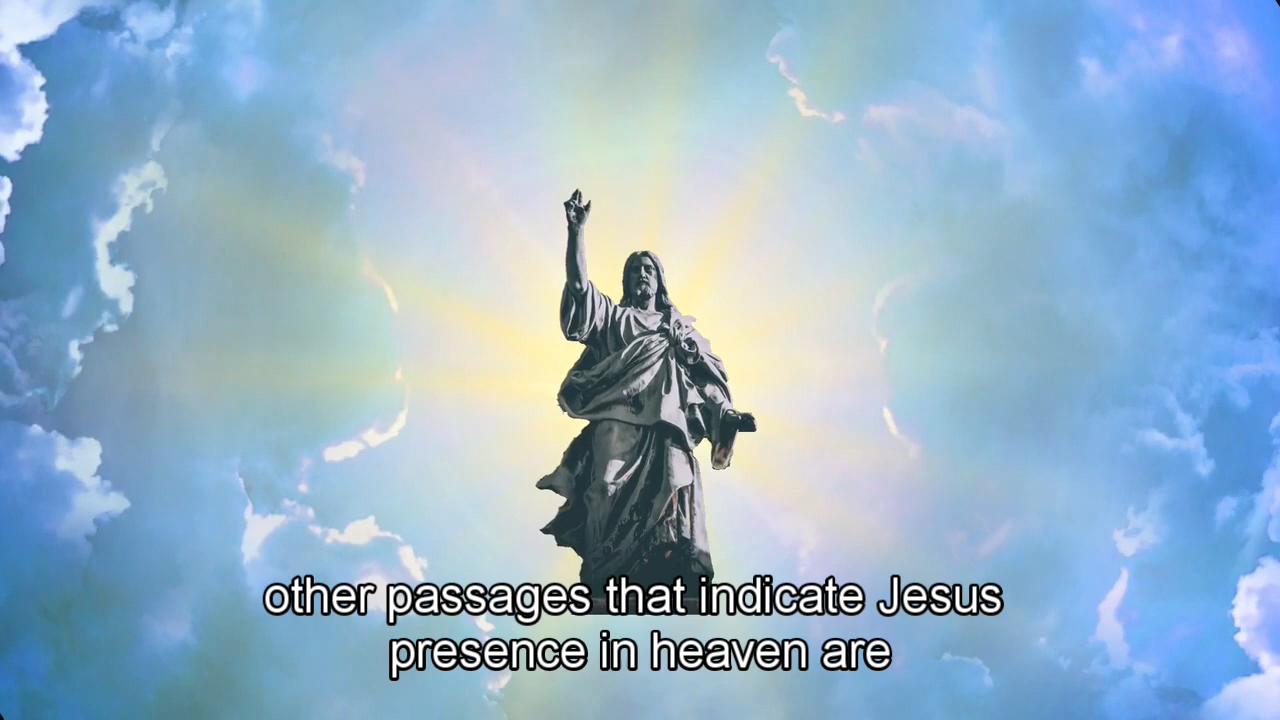 other passages that indicate Jesus
presence in heaven are